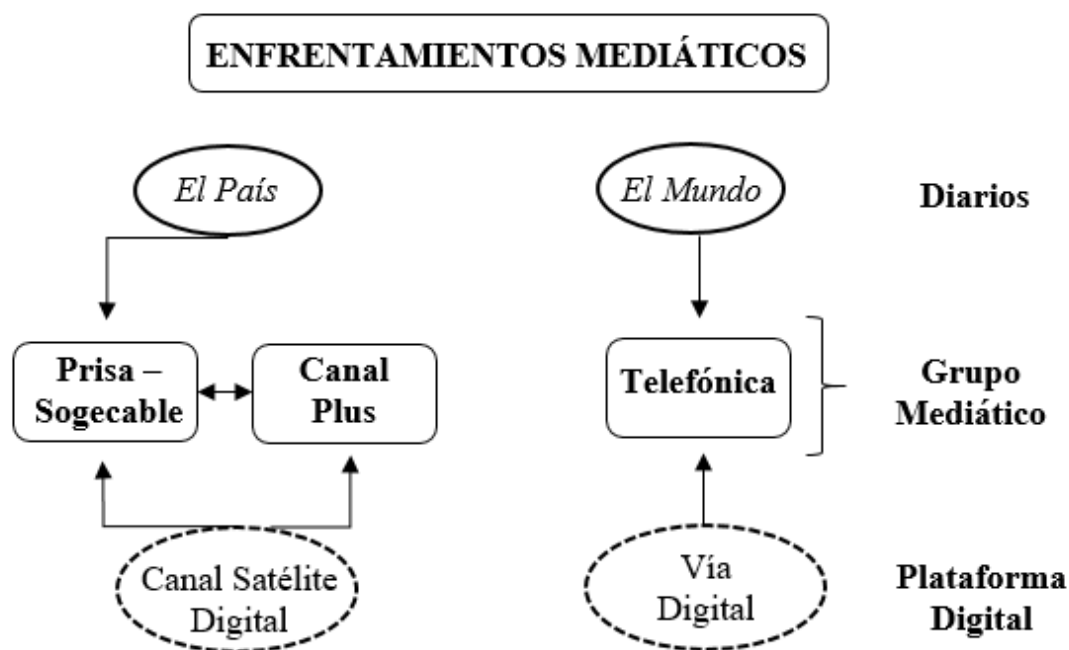 ENFRENTAMIENTOS MEDIÁTICOS
El País
El Mundo
Diarios
Prisa –
Sogecable
Canal
Plus
Telefónica
Grupo
Mediático
Canal Satélite
Digital
Vía
Digital
Plataforma
Digital